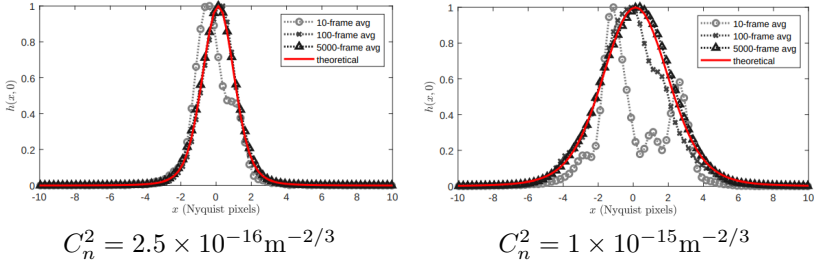 1
0.8
0.6
0.4
0.2
0
h(x, 0)
-10 -8 -6 -4 -2 0 2 4 6 8 10
x (Nyquist pixels)
10-frame avg
100-frame avg
5000-frame avg
theoretical
C_n^2 = 2.5 × 10^{-16} m^{-2/3}
1
0.8
0.6
0.4
0.2
0
h(x, 0)
-10 -8 -6 -4 -2 0 2 4 6 8 10
x (Nyquist pixels)
10-frame avg
100-frame avg
5000-frame avg
theoretical
C_n^2 = 1 × 10^{-15} m^{-2/3}